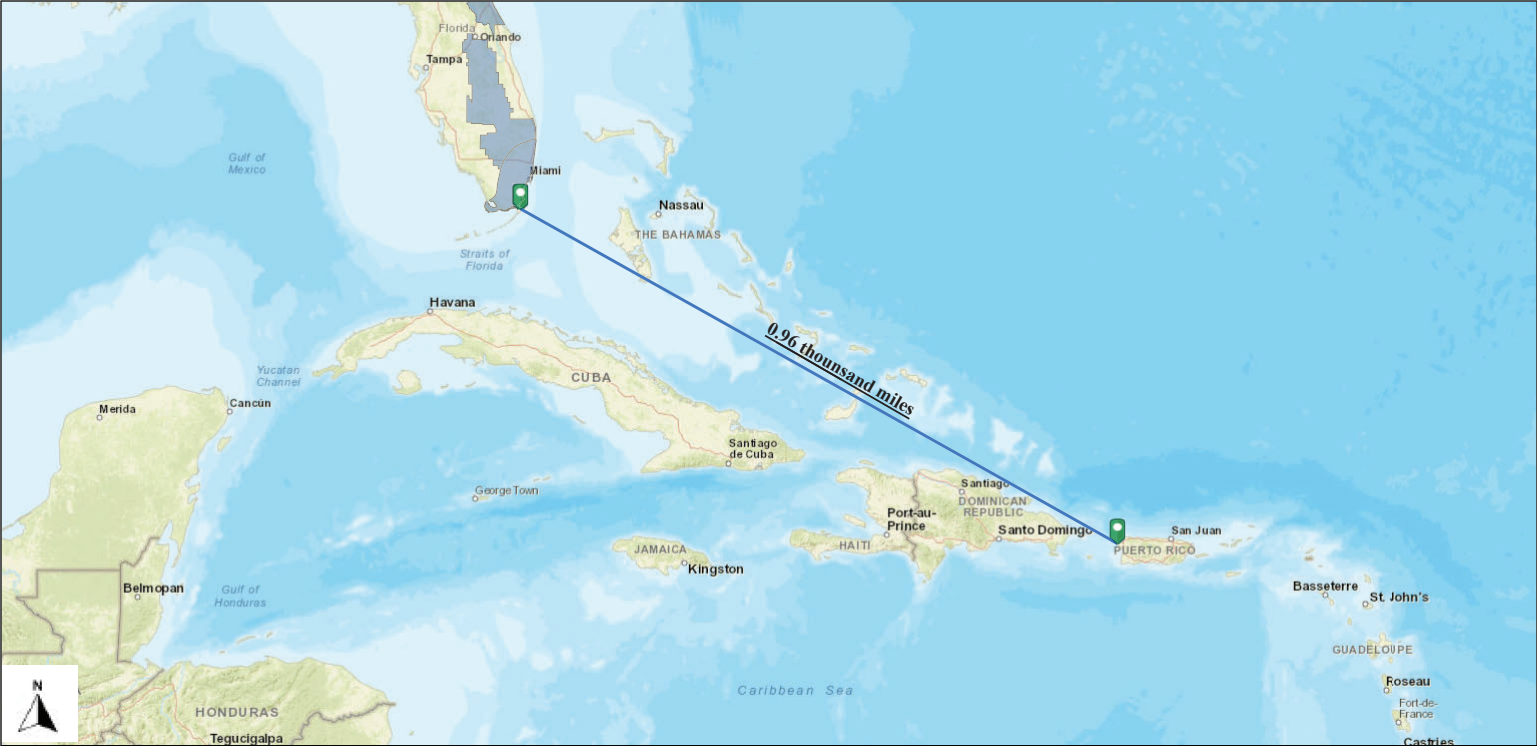 Florida
Orlando
Tampa
Gulf of
Mexico
Miami
Nassau
THE BAHAMAS
Straits of
Florida
Havana
0.96 thounsand miles
Yucatan
Channel
CUBA
Merida
Cancún
Santiago
de Cuba
George Town
Santiago
DOMINICAN
REPUBLIC
Port-au-
Prince
Santo Domingo
San Juan
HAITI
JAMAICA
PUERTO RICO
Kingston
Belmopan
Gulf of
Honduras
Basseterre
St. John's
GUADELOUPE
N
Roseau
Caribbean Sea
Fort-de-
France
HONDURAS
Tegucigalpa
Castries